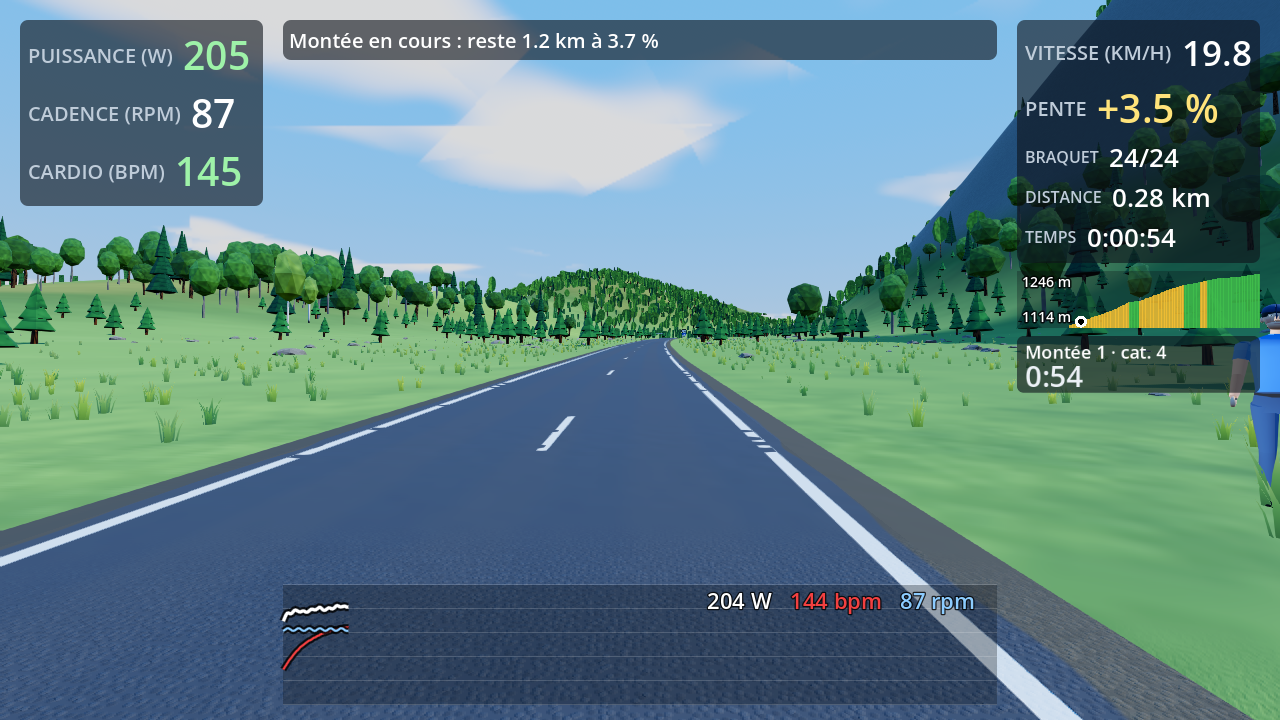 PUISSANCE (W) 205
CADENCE (RPM) 87
CARDIO (BPM) 145
Montée en cours : reste 1.2 km à 3.7 %
VITESSE (KM/H) 19.8
PENTE +3.5 %
BRAQUET 24/24
DISTANCE 0.28 km
TEMPS 0:00:54
1246 m
1114 m
Montée 1 · cat. 4
0:54
204 W 144 bpm 87 rpm